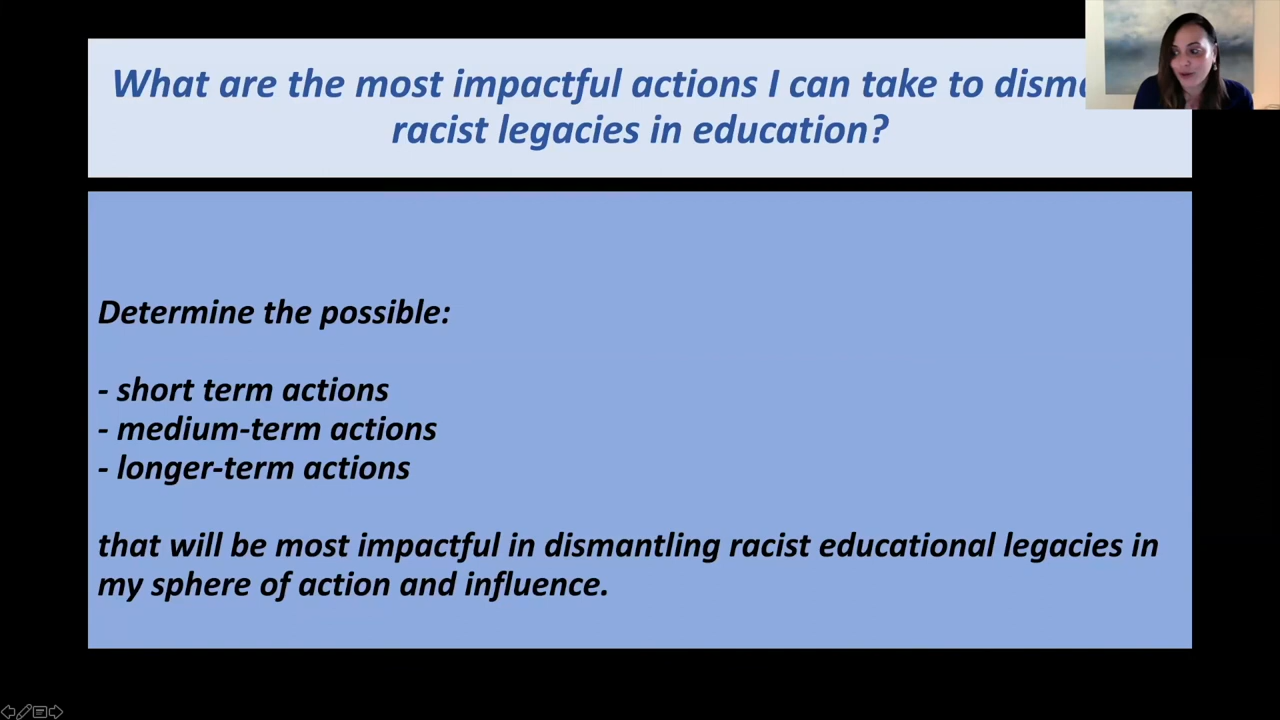 What are the most impactful actions I can take to
racist legacies in education?
Determine the possible:
- short term actions
- medium-term actions
- longer-term actions
that will be most impactful in dismantling racist educational legacies in
my sphere of action and influence.